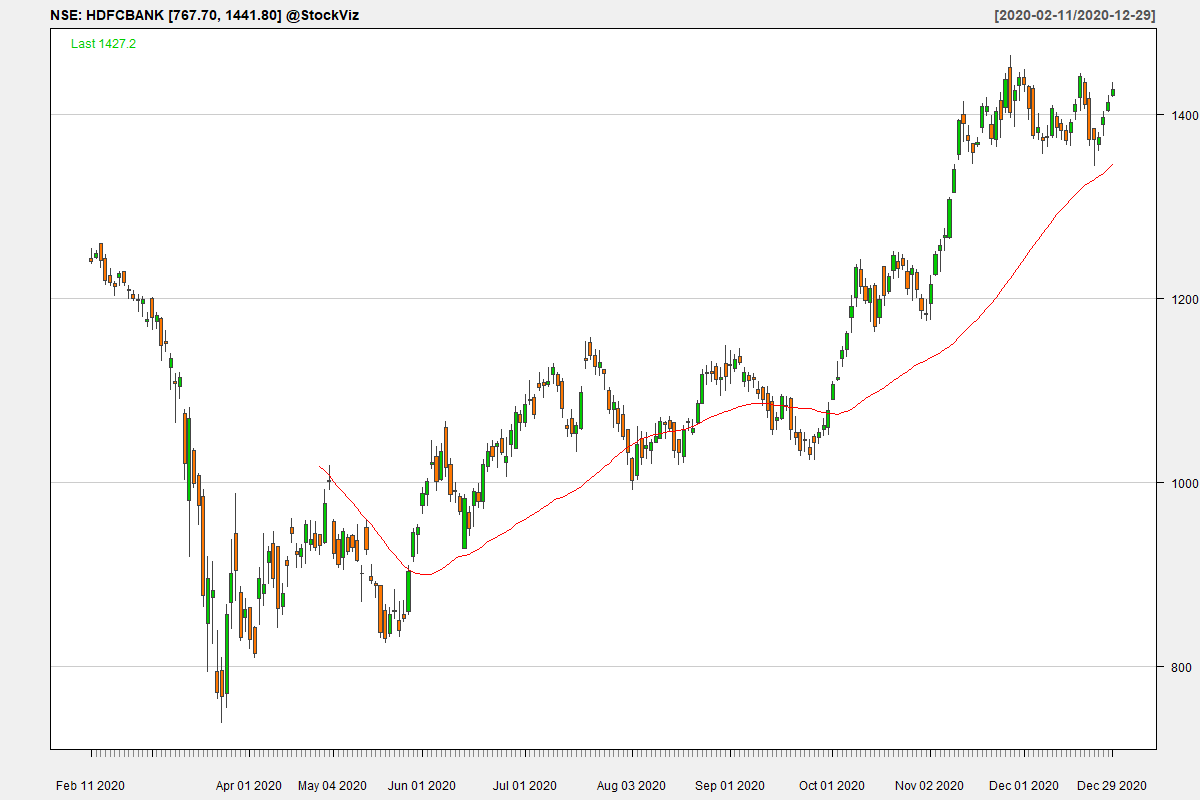 NSE: HDFCBANK [767.70, 1441.80] @StockViz [2020-02-11/2020-12-29]
Last 1427.2
1400
1200
1000
800
Feb 11 2020 Apr 01 2020 May 04 2020 Jun 01 2020 Jul 01 2020 Aug 03 2020 Sep 01 2020 Oct 01 2020 Nov 02 2020 Dec 01 2020 Dec 29 2020